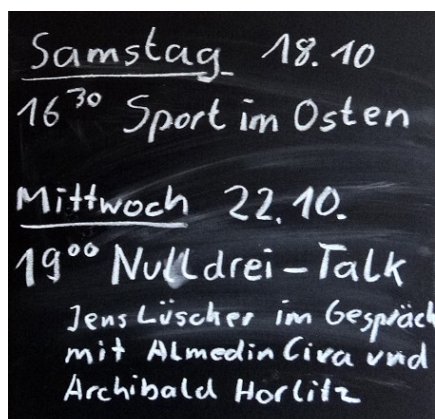 Samstag 18.10
16³⁰ Sport im Osten
Mittwoch 22.10.
19⁰⁰ Nulldrei-Talk
Jens Lüscher im Gespräch
mit Almedin Civa und
Archibald Horlitz